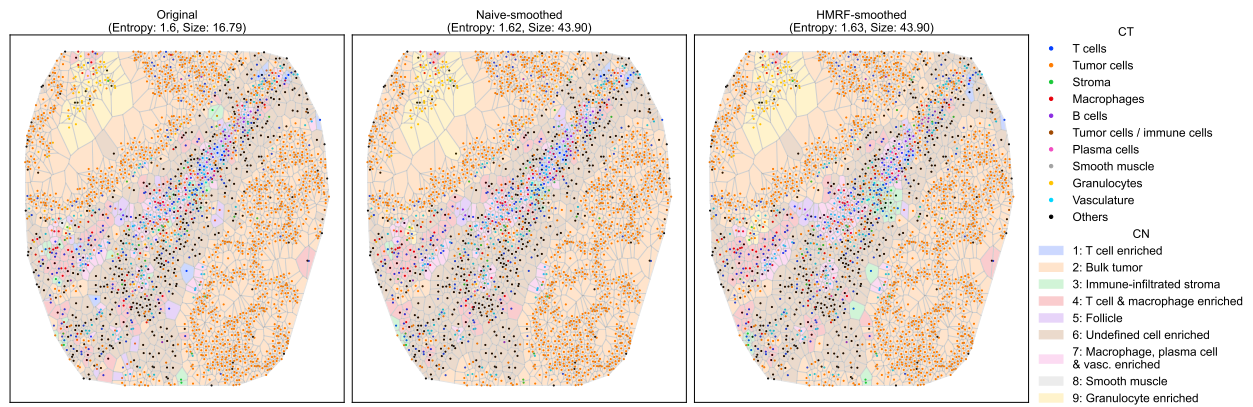 Original
(Entropy: 1.6, Size: 16.79)
Naive-smoothed
(Entropy: 1.62, Size: 43.90)
HMRF-smoothed
(Entropy: 1.63, Size: 43.90)
CT
T cells
Tumor cells
Stroma
Macrophages
B cells
Tumor cells / immune cells
Plasma cells
Smooth muscle
Granulocytes
Vasculature
Others
CN
1: T cell enriched
2: Bulk tumor
3: Immune-infiltrated stroma
4: T cell & macrophage enriched
5: Follicle
6: Undefined cell enriched
7: Macrophage, plasma cell
& vasc. enriched
8: Smooth muscle
9: Granulocyte enriched